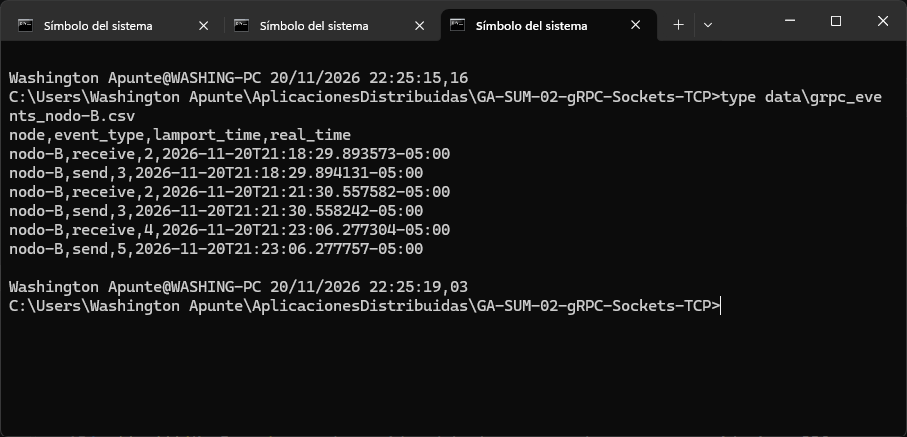 Símbolo del sistema
Símbolo del sistema
Símbolo del sistema
Washington Apunte@WASHING-PC 20/11/2026 22:25:15,16
C:\Users\Washington Apunte\AplicacionesDistribuidas\GA-SUM-02-gRPC-Sockets-TCP>type data\grpc_eve
nts_nodo-B.csv
node,event_type,lamport_time,real_time
nodo-B,receive,2,2026-11-20T21:18:29.893573-05:00
nodo-B,send,3,2026-11-20T21:18:29.894131-05:00
nodo-B,receive,2,2026-11-20T21:21:30.557582-05:00
nodo-B,send,3,2026-11-20T21:21:30.558242-05:00
nodo-B,receive,4,2026-11-20T21:23:06.277304-05:00
nodo-B,send,5,2026-11-20T21:23:06.277757-05:00
Washington Apunte@WASHING-PC 20/11/2026 22:25:19,03
C:\Users\Washington Apunte\AplicacionesDistribuidas\GA-SUM-02-gRPC-Sockets-TCP>